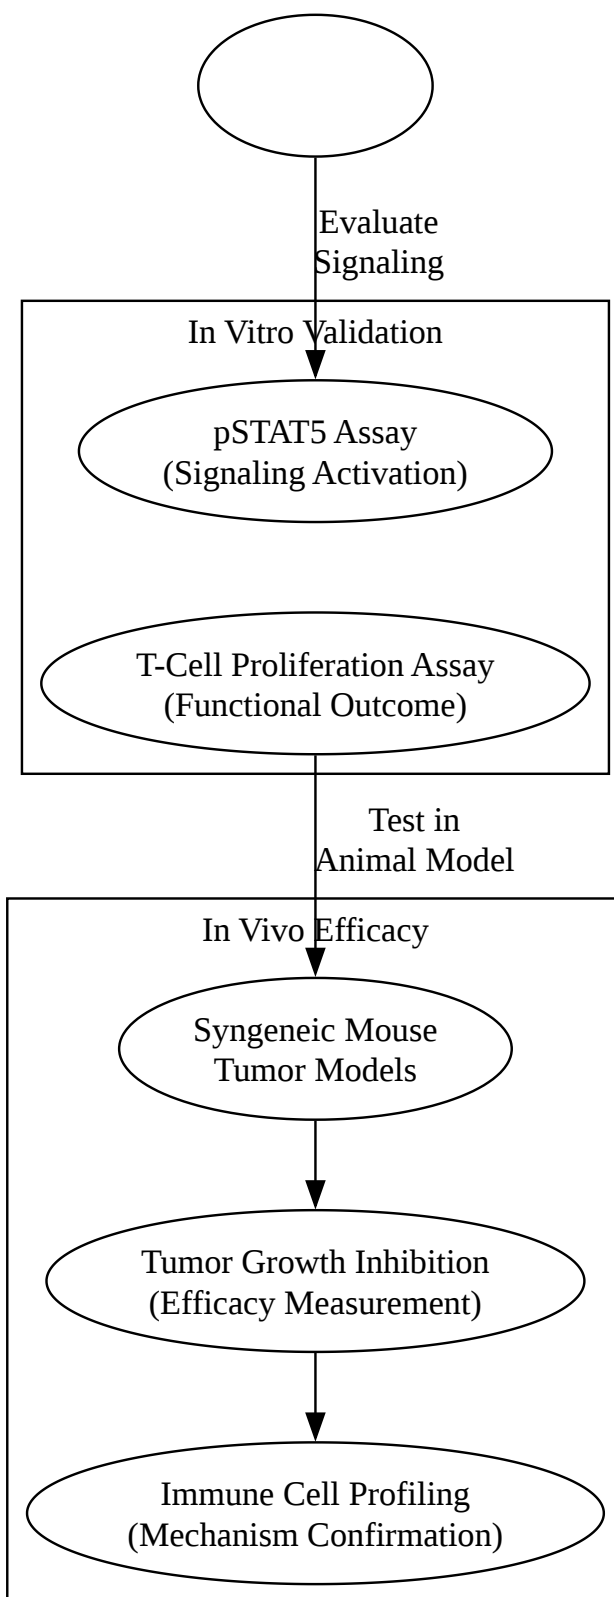 Evaluate
Signaling
In Vitro Validation
pSTAT5 Assay
(Signaling Activation)
T-Cell Proliferation Assay
(Functional Outcome)
Test in
Animal Model
In Vivo Efficacy
Syngeneic Mouse
Tumor Models
Tumor Growth Inhibition
(Efficacy Measurement)
Immune Cell Profiling
(Mechanism Confirmation)